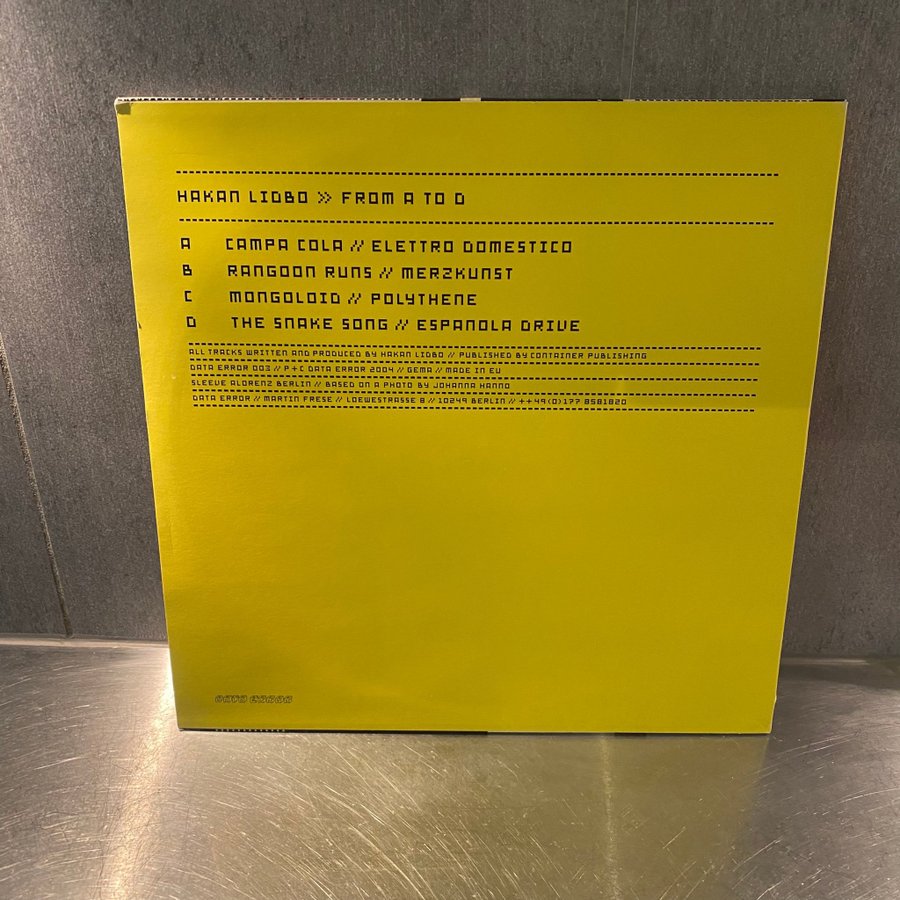 HAKAN LIDBO >> FROM A TO D
A CAMPA COLA // ELETTRO DOMESTICO
B RANGOON RUNS // MERZKUNST
C MONGOLOID // POLYTHENE
D THE SNAKE SONG // ESPANOLA DRIVE
ALL TRACKS WRITTEN AND PRODUCED BY HAKAN LIDBO // PUBLISHED BY CONTAINER PUBLISHING
DATA ERROR 003 // P+C DATA ERROR 2004 // GEMA // MADE IN EU
SLEEVE ALORENZ BERLIN // BASED ON A PHOTO BY JOHANNA HANNO
DATA ERROR // MARTIN FRESE // LOEWESTRASSE 8 // 10249 BERLIN // ++49(0)177 8581820
DATA ERROR